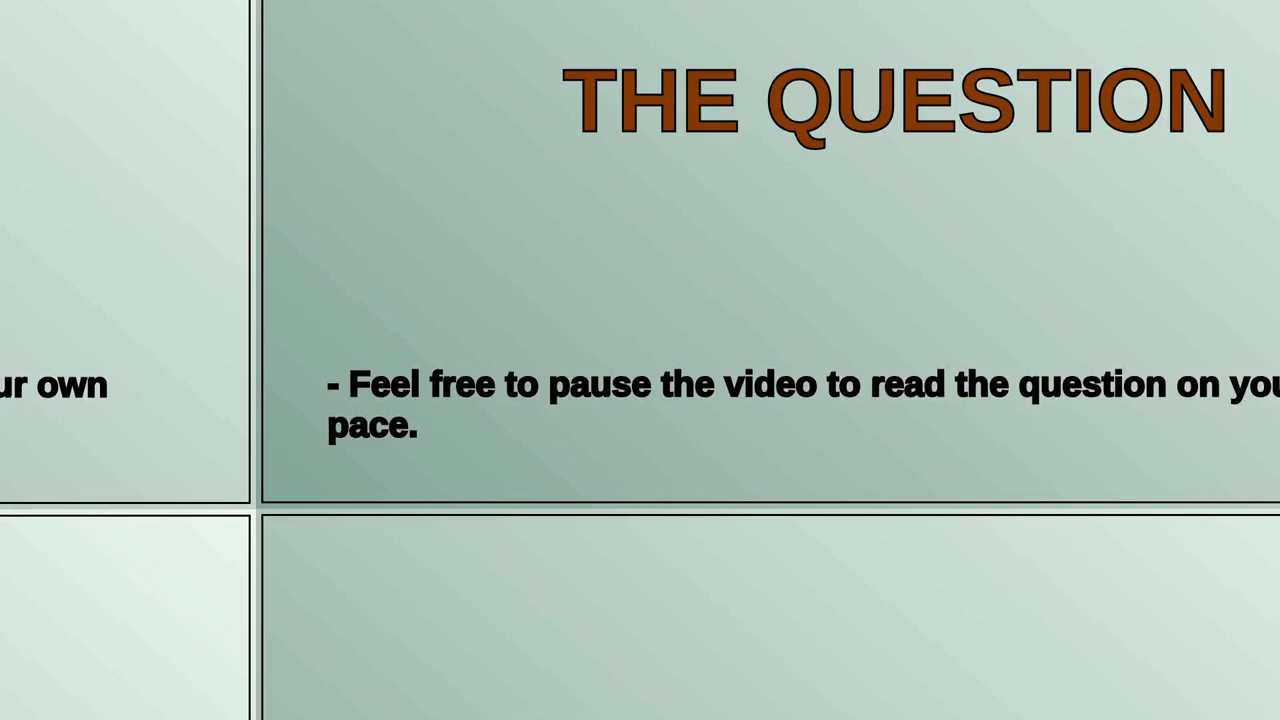 THE QUESTION
ur own
- Feel free to pause the video to read the question on you
pace.